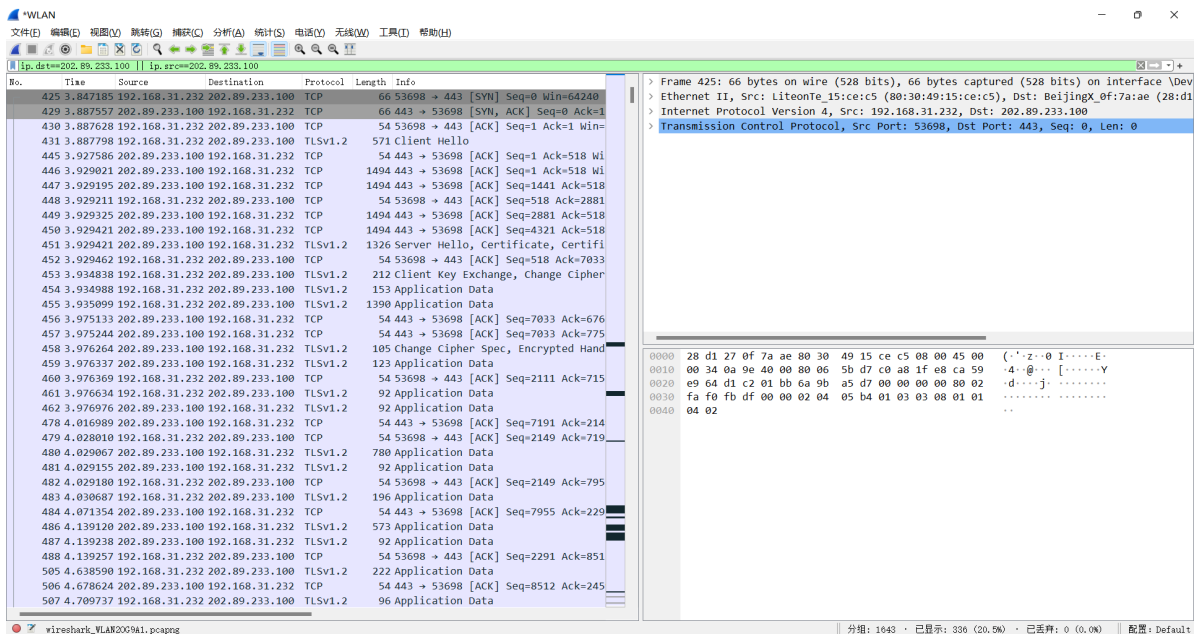 *WLAN
文件(F) 编辑(E) 视图(V) 跳转(G) 捕获(C) 分析(A) 统计(S) 电话(Y) 无线(W) 工具(T) 帮助(H)
ip.dst==202.89.233.100 || ip.src==202.89.233.100
No. Time Source Destination Protocol Length Info
425 3.847185 192.168.31.232 202.89.233.100 TCP 66 53698 → 443 [SYN] Seq=0 Win=64240
429 3.887557 202.89.233.100 192.168.31.232 TCP 66 443 → 53698 [SYN, ACK] Seq=0 Ack=1
430 3.887628 192.168.31.232 202.89.233.100 TCP 54 53698 → 443 [ACK] Seq=1 Ack=1 Win=
431 3.887798 192.168.31.232 202.89.233.100 TLSv1.2 571 Client Hello
445 3.927586 202.89.233.100 192.168.31.232 TCP 54 443 → 53698 [ACK] Seq=1 Ack=518 Wi
446 3.929021 202.89.233.100 192.168.31.232 TCP 1494 443 → 53698 [ACK] Seq=1 Ack=518 Wi
447 3.929195 202.89.233.100 192.168.31.232 TCP 1494 443 → 53698 [ACK] Seq=1441 Ack=518
448 3.929211 192.168.31.232 202.89.233.100 TCP 54 53698 → 443 [ACK] Seq=518 Ack=2881
449 3.929325 202.89.233.100 192.168.31.232 TCP 1494 443 → 53698 [ACK] Seq=2881 Ack=518
450 3.929421 202.89.233.100 192.168.31.232 TCP 1494 443 → 53698 [ACK] Seq=4321 Ack=518
451 3.929421 202.89.233.100 192.168.31.232 TLSv1.2 1326 Server Hello, Certificate, Certifi
452 3.929462 192.168.31.232 202.89.233.100 TCP 54 53698 → 443 [ACK] Seq=518 Ack=7033
453 3.934838 192.168.31.232 202.89.233.100 TLSv1.2 212 Client Key Exchange, Change Cipher
454 3.934988 192.168.31.232 202.89.233.100 TLSv1.2 153 Application Data
455 3.935099 192.168.31.232 202.89.233.100 TLSv1.2 1390 Application Data
456 3.975133 202.89.233.100 192.168.31.232 TCP 54 443 → 53698 [ACK] Seq=7033 Ack=676
457 3.975244 202.89.233.100 192.168.31.232 TCP 54 443 → 53698 [ACK] Seq=7033 Ack=775
458 3.976264 202.89.233.100 192.168.31.232 TLSv1.2 105 Change Cipher Spec, Encrypted Hand
459 3.976337 202.89.233.100 192.168.31.232 TLSv1.2 123 Application Data
460 3.976369 192.168.31.232 202.89.233.100 TCP 54 53698 → 443 [ACK] Seq=2111 Ack=715
461 3.976634 192.168.31.232 202.89.233.100 TLSv1.2 92 Application Data
462 3.976976 202.89.233.100 192.168.31.232 TLSv1.2 92 Application Data
478 4.016989 202.89.233.100 192.168.31.232 TCP 54 443 → 53698 [ACK] Seq=7191 Ack=214
479 4.028010 192.168.31.232 202.89.233.100 TCP 54 53698 → 443 [ACK] Seq=2149 Ack=719
480 4.029067 202.89.233.100 192.168.31.232 TLSv1.2 780 Application Data
481 4.029155 202.89.233.100 192.168.31.232 TLSv1.2 92 Application Data
482 4.029180 192.168.31.232 202.89.233.100 TCP 54 53698 → 443 [ACK] Seq=2149 Ack=795
483 4.030687 192.168.31.232 202.89.233.100 TLSv1.2 196 Application Data
484 4.071354 202.89.233.100 192.168.31.232 TCP 54 443 → 53698 [ACK] Seq=7955 Ack=229
486 4.139120 202.89.233.100 192.168.31.232 TLSv1.2 573 Application Data
487 4.139238 202.89.233.100 192.168.31.232 TLSv1.2 92 Application Data
488 4.139257 192.168.31.232 202.89.233.100 TCP 54 53698 → 443 [ACK] Seq=2291 Ack=851
505 4.638590 192.168.31.232 202.89.233.100 TLSv1.2 222 Application Data
506 4.678624 202.89.233.100 192.168.31.232 TCP 54 443 → 53698 [ACK] Seq=8512 Ack=245
507 4.709737 192.168.31.232 202.89.233.100 TLSv1.2 96 Application Data
Frame 425: 66 bytes on wire (528 bits), 66 bytes captured (528 bits) on interface \Dev
Ethernet II, Src: LiteonTe_15:ce:c5 (80:30:49:15:ce:c5), Dst: BeijingX_0f:7a:ae (28:d1
Internet Protocol Version 4, Src: 192.168.31.232, Dst: 202.89.233.100
Transmission Control Protocol, Src Port: 53698, Dst Port: 443, Seq: 0, Len: 0
0000 28 d1 27 0f 7a ae 80 30 49 15 ce c5 08 00 45 00 (·'·z··0 I·····E·
0010 00 34 0a 9e 40 00 80 06 5b d7 c0 a8 1f e8 ca 59 ·4··@··· [······Y
0020 e9 64 d1 c2 01 bb 6a 9b a5 d7 00 00 00 00 80 02 ·d····j· ········
0030 fa f0 fb df 00 00 02 04 05 b4 01 03 03 08 01 01 ········ ········
0040 04 02 ··
wireshark_WLAN20G9A1.pcapng 分组: 1643 · 已显示: 336 (20.5%) · 已丢弃: 0 (0.0%) 配置: Default